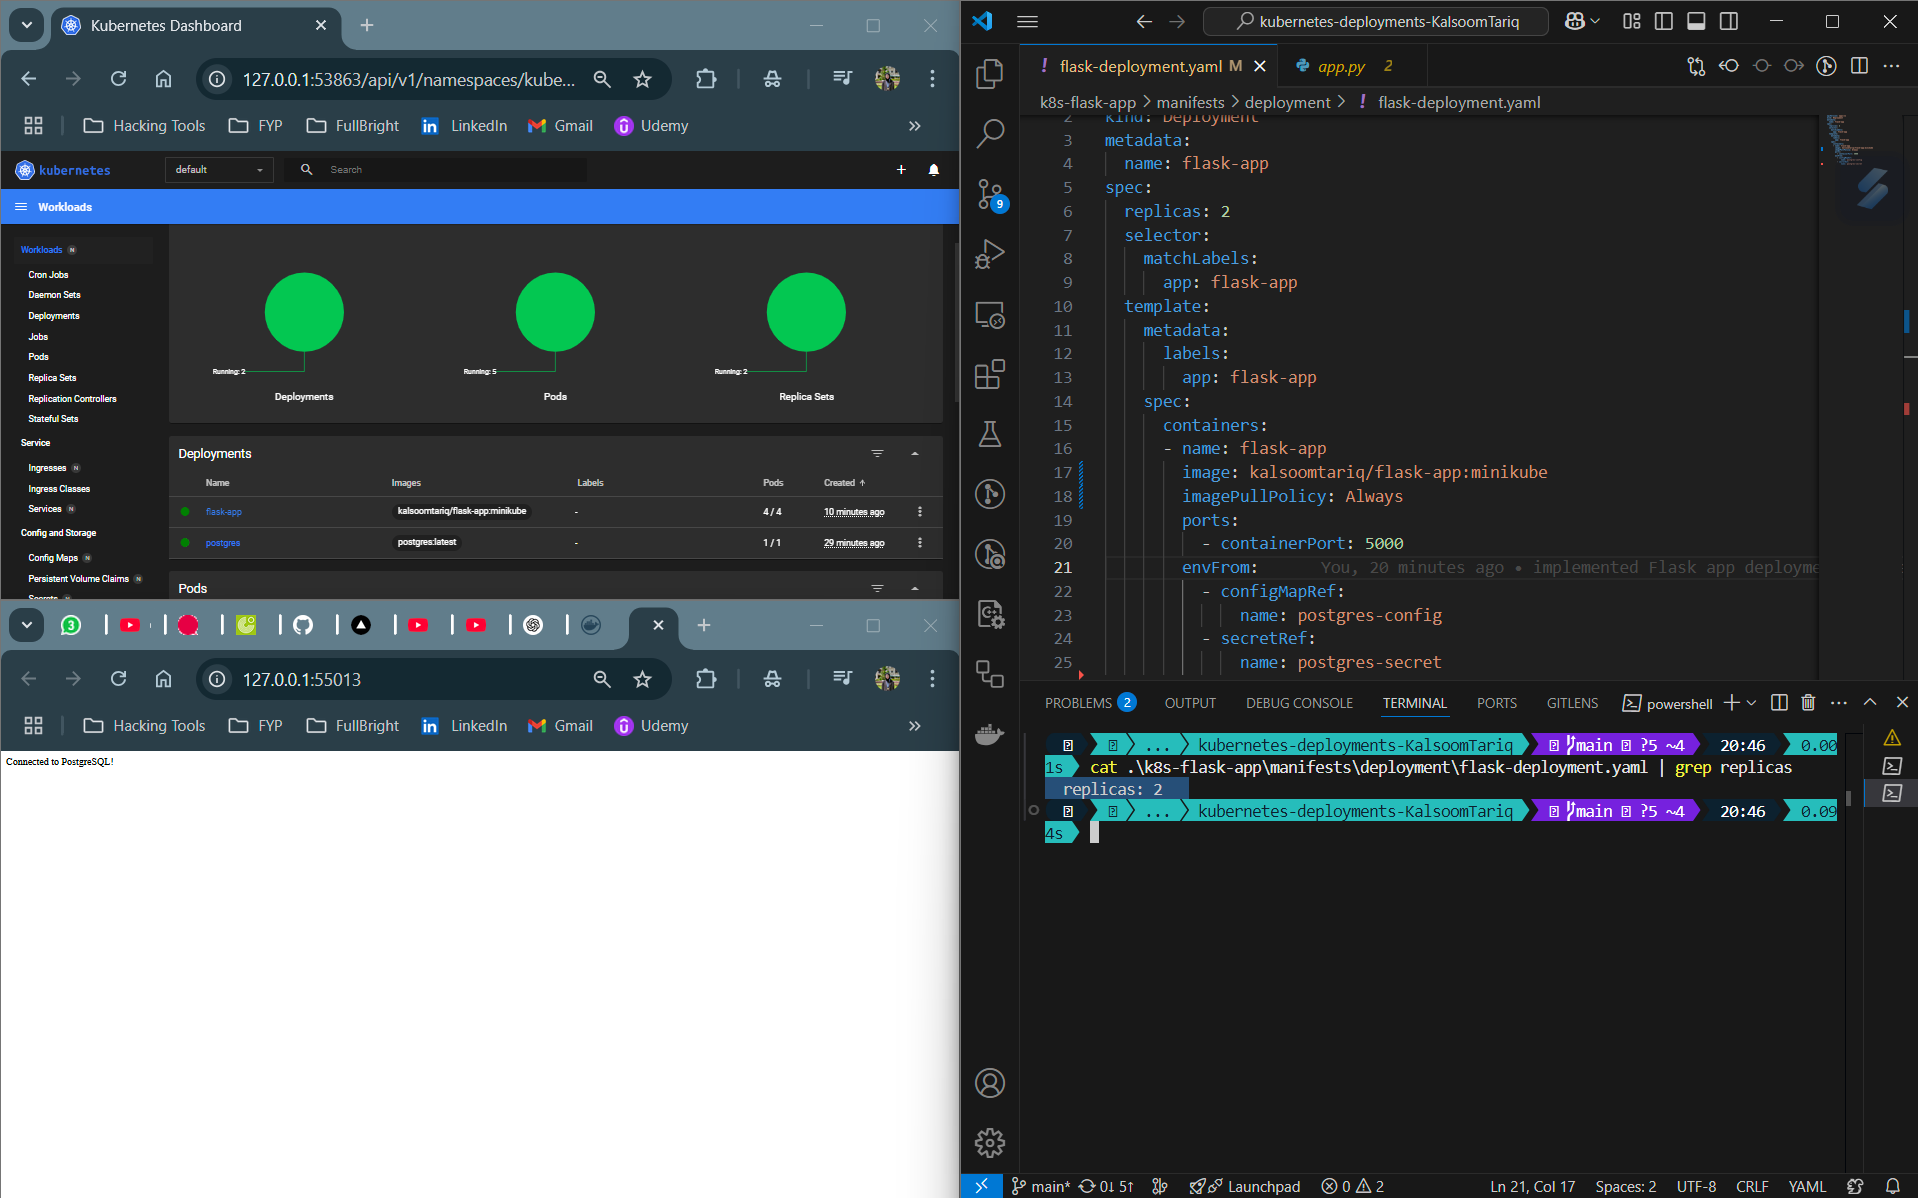 Kubernetes Dashboard
127.0.0.1:53863/api/v1/namespaces/kube...
Hacking Tools
FYP
FullBright
LinkedIn
Gmail
Udemy
kubernetes
default
Search
Workloads
Workloads N
Cron Jobs
Daemon Sets
Deployments
Jobs
Pods
Replica Sets
Replication Controllers
Stateful Sets
Service
Ingresses N
Ingress Classes
Services N
Config and Storage
Config Maps N
Persistent Volume Claims N
Secrets
Running: 2
Deployments
Running: 5
Pods
Running: 2
Replica Sets
Deployments
Name Images Labels Pods Created
flask-app kalsoomtariq/flask-app:minikube - 4 / 4 10 minutes ago
postgres postgres:latest - 1 / 1 29 minutes ago
Pods
3
127.0.0.1:55013
Hacking Tools
FYP
FullBright
LinkedIn
Gmail
Udemy
Connected to PostgreSQL!
kubernetes-deployments-KalsoomTariq
9
! flask-deployment.yaml M
app.py 2
k8s-flask-app > manifests > deployment > ! flask-deployment.yaml
2 kind: Deployment
3 metadata:
4 name: flask-app
5 spec:
6 replicas: 2
7 selector:
8 matchLabels:
9 app: flask-app
10 template:
11 metadata:
12 labels:
13 app: flask-app
14 spec:
15 containers:
16 - name: flask-app
17 image: kalsoomtariq/flask-app:minikube
18 imagePullPolicy: Always
19 ports:
20 - containerPort: 5000
21 envFrom: You, 20 minutes ago • implemented Flask app deployme
22 - configMapRef:
23 name: postgres-config
24 - secretRef:
25 name: postgres-secret
PROBLEMS 2 OUTPUT DEBUG CONSOLE TERMINAL PORTS GITLENS powershell
... kubernetes-deployments-KalsoomTariq main ?5 ~4 20:46 0.00
1s cat .\k8s-flask-app\manifests\deployment\flask-deployment.yaml | grep replicas
replicas: 2
... kubernetes-deployments-KalsoomTariq main ?5 ~4 20:46 0.09
4s
main* 0↓ 5↑ Launchpad 0 2 Ln 21, Col 17 Spaces: 2 UTF-8 CRLF YAML